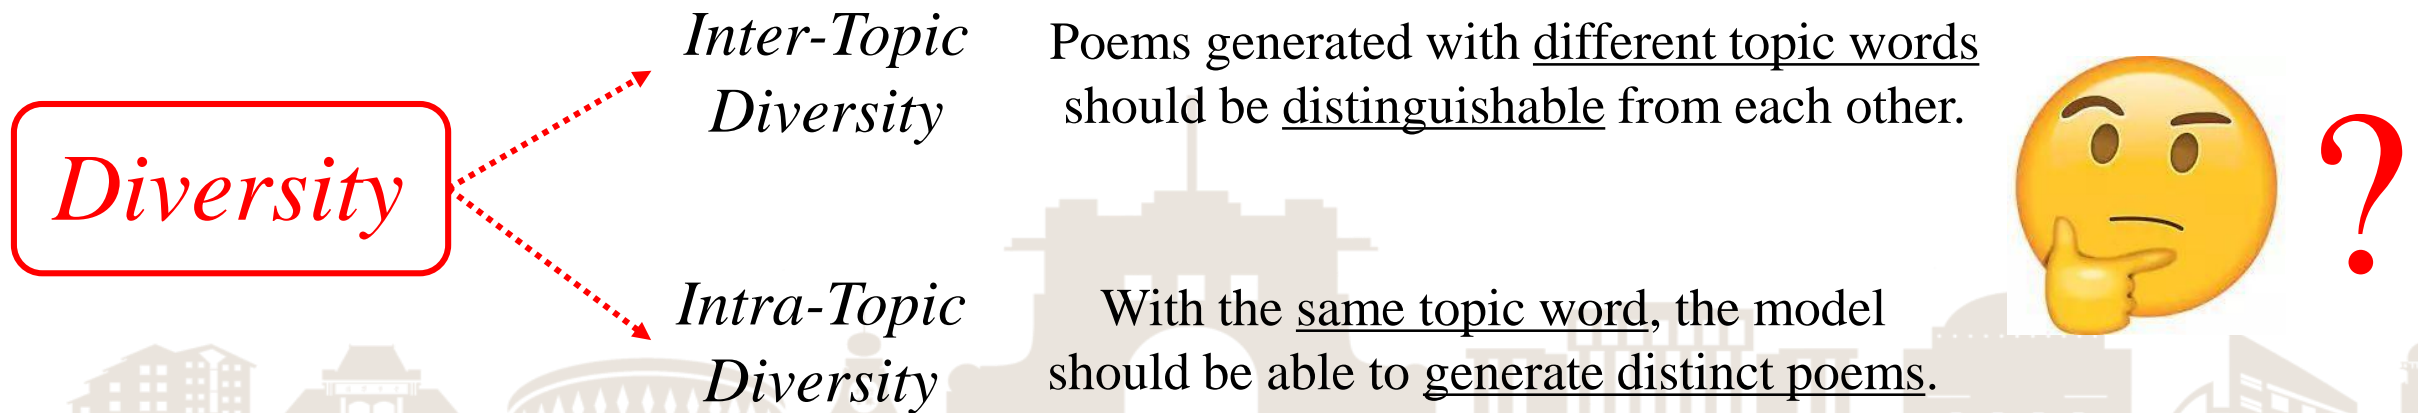 Diversity
Inter-Topic
Diversity
Poems generated with different topic words
should be distinguishable from each other.
Intra-Topic
Diversity
With the same topic word, the model
should be able to generate distinct poems.
?